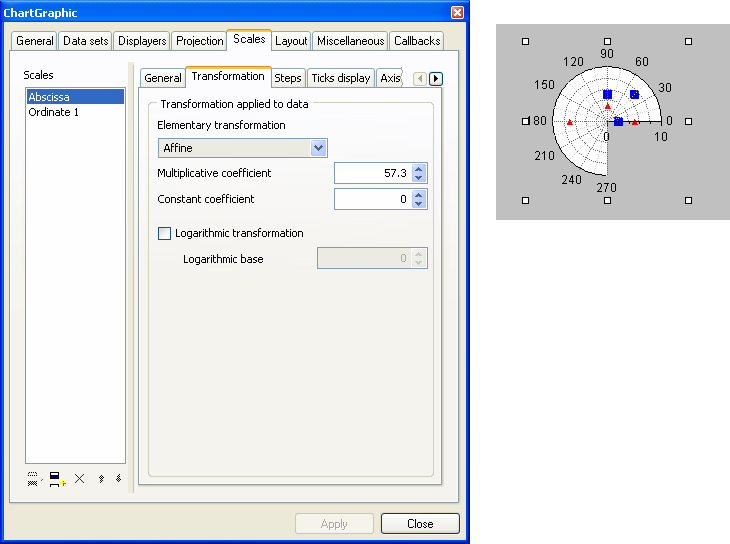 ChartGraphic
General Data sets Displayers Projection Scales Layout Miscellaneous Callbacks
Scales
Abscissa
Ordinate 1
General Transformation Steps Ticks display Axis
Transformation applied to data
Elementary transformation
Affine
Multiplicative coefficient 57.3
Constant coefficient 0
Logarithmic transformation
Logarithmic base 0
Apply Close
90
120 60
150 30
180 0
0 10
210
240
270